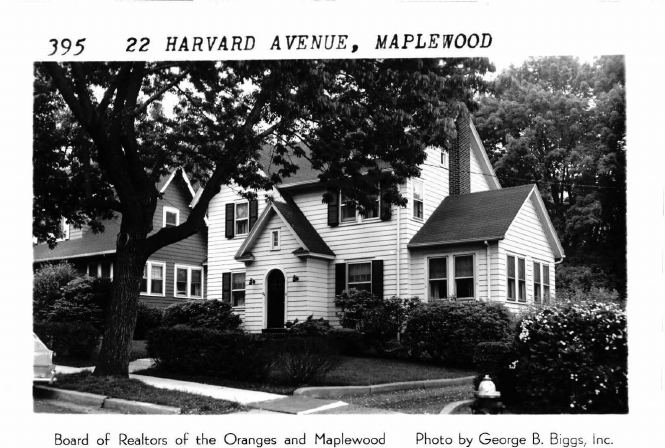 395 22 HARVARD AVENUE, MAPLEWOOD
Board of Realtors of the Oranges and Maplewood Photo by George B. Biggs, Inc.